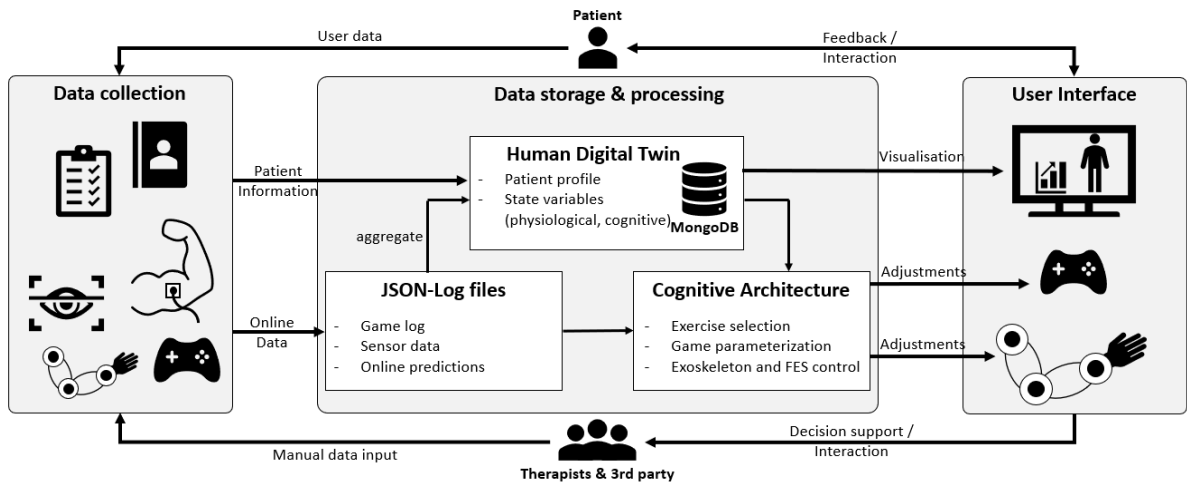 Patient
User data
Feedback /
Interaction
Data collection
Data storage & processing
User Interface
Patient
Information
Human Digital Twin
- Patient profile
- State variables
(physiological, cognitive)
MongoDB
Visualisation
aggregate
Online
Data
JSON-Log files
- Game log
- Sensor data
- Online predictions
Cognitive Architecture
- Exercise selection
- Game parameterization
- Exoskeleton and FES control
Adjustments
Adjustments
Manual data input
Therapists & 3rd party
Decision support /
Interaction